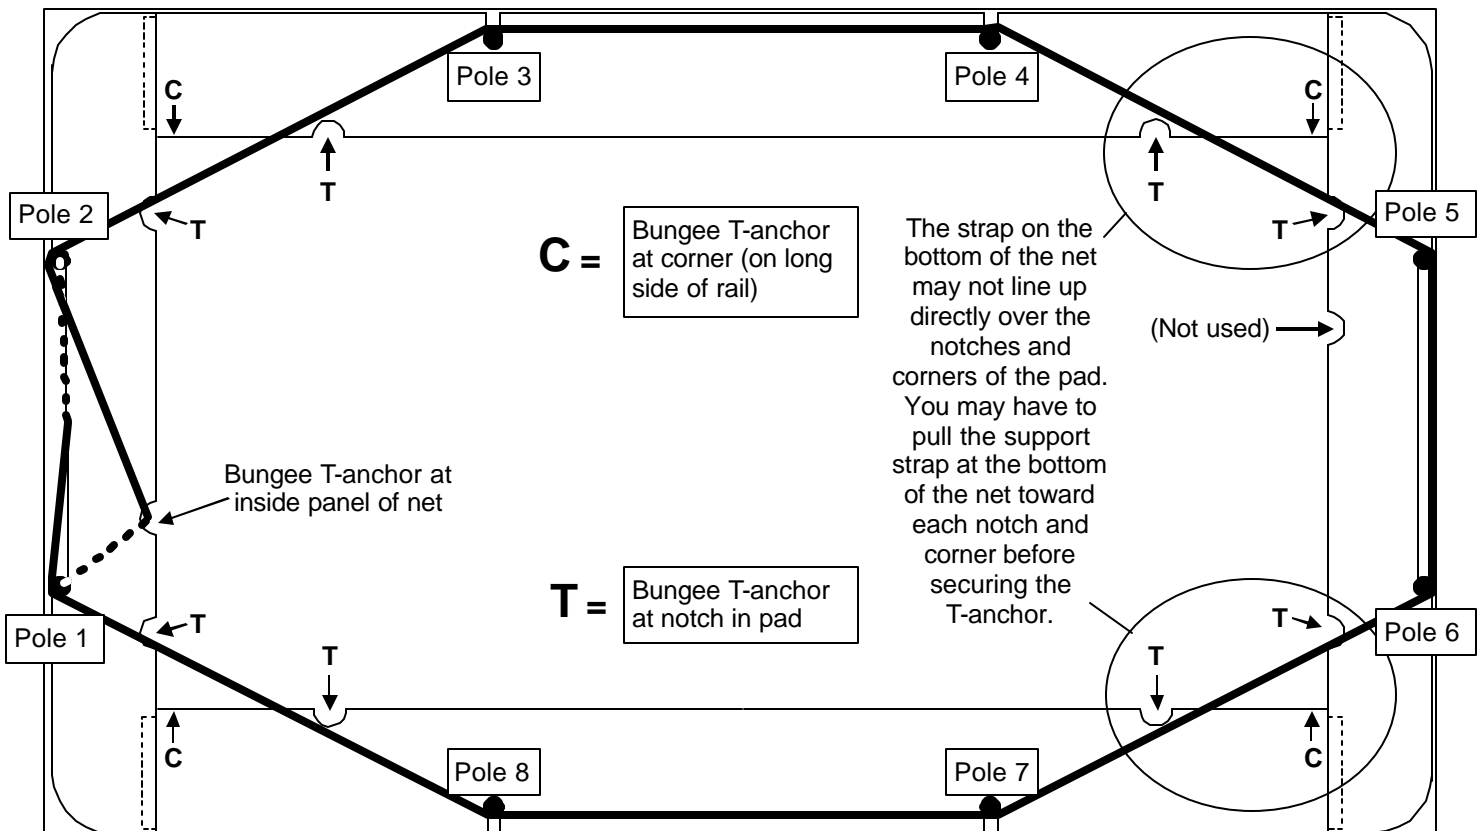 Pole 3
Pole 4
C
C
T
T
Pole 2
T
T
Pole 5
C =
Bungee T-anchor
at corner (on long
side of rail)
The strap on the
bottom of the net
may not line up
directly over the
notches and
corners of the pad.
You may have to
pull the support
strap at the bottom
of the net toward
each notch and
corner before
securing the
T-anchor.
(Not used)
Bungee T-anchor at
inside panel of net
T =
Bungee T-anchor
at notch in pad
Pole 1
T
T
Pole 6
T
T
C
C
Pole 8
Pole 7